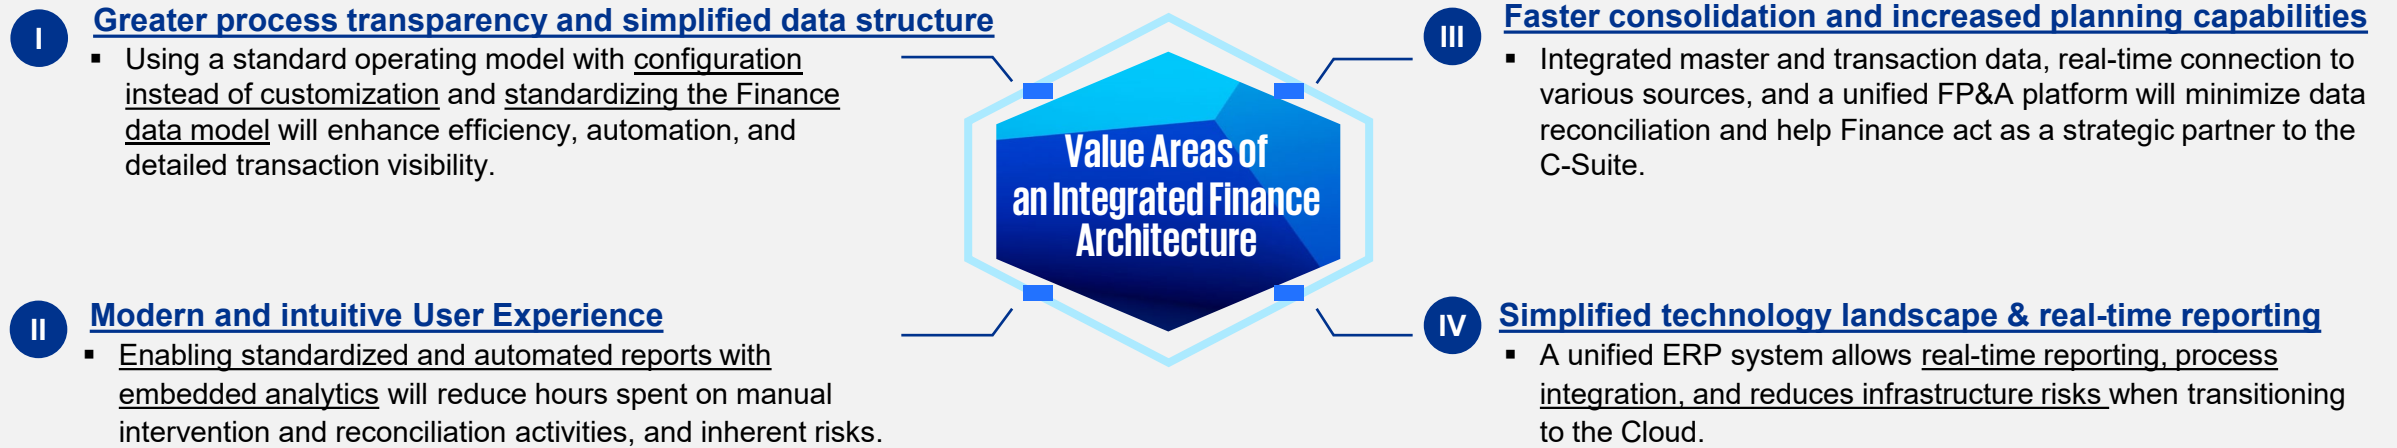 I
Greater process transparency and simplified data structure
▪ Using a standard operating model with configuration
instead of customization and standardizing the Finance
data model will enhance efficiency, automation, and
detailed transaction visibility.
II
Modern and intuitive User Experience
▪ Enabling standardized and automated reports with
embedded analytics will reduce hours spent on manual
intervention and reconciliation activities, and inherent risks.
Value Areas of
an Integrated Finance
Architecture
III
Faster consolidation and increased planning capabilities
▪ Integrated master and transaction data, real-time connection to
various sources, and a unified FP&A platform will minimize data
reconciliation and help Finance act as a strategic partner to the
C-Suite.
IV
Simplified technology landscape & real-time reporting
▪ A unified ERP system allows real-time reporting, process
integration, and reduces infrastructure risks when transitioning
to the Cloud.